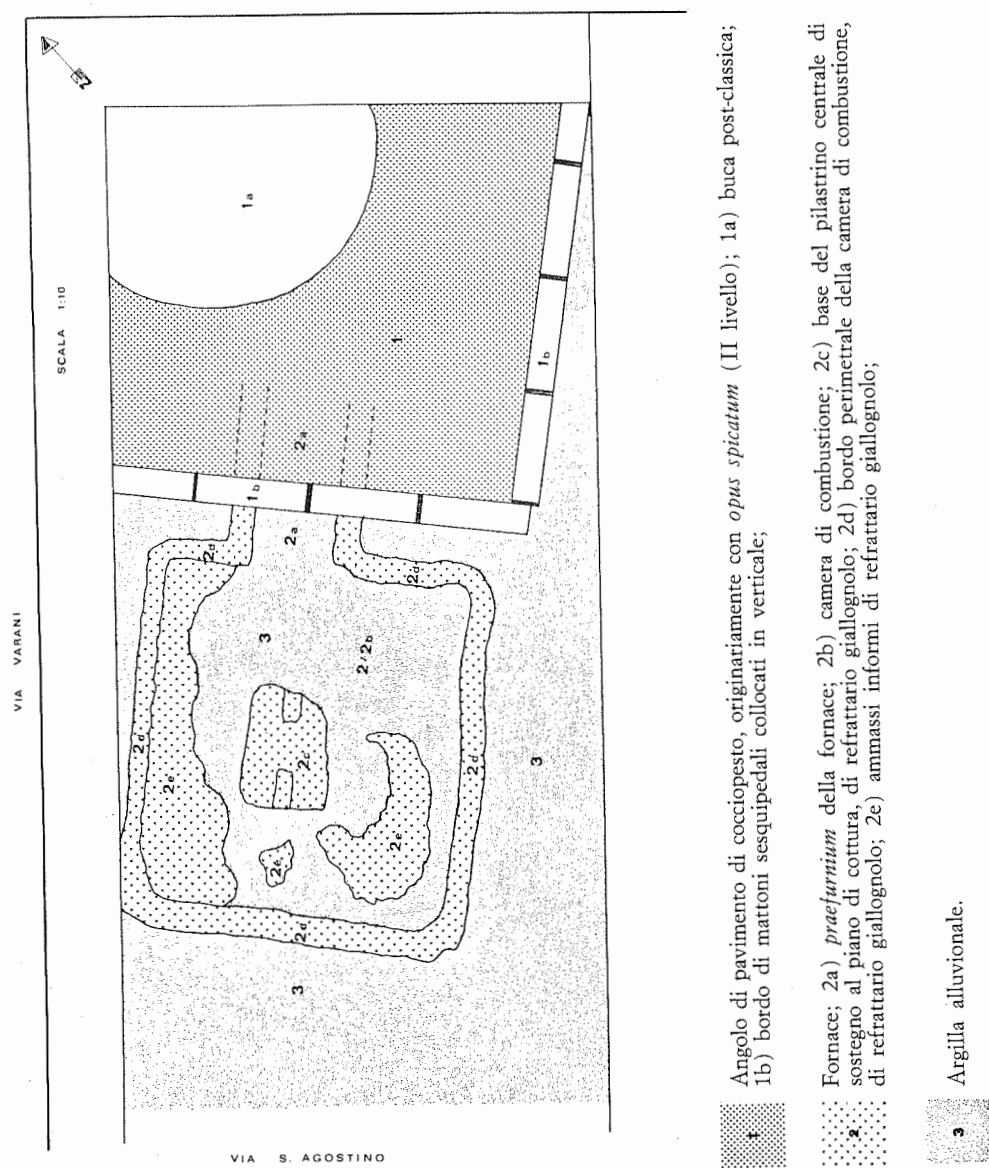 VIA VARANI
SCALA 1:10
N
1a
1
2a
1b
1b
2a
2d
2d
3
2/2b
2d
2e
2c
2e
2e
2d
3
2d
3
VIA S. AGOSTINO
1
Angolo di pavimento di cocciopesto, originariamente con opus spicatum (II livello); 1a) buca post-classica;
1b) bordo di mattoni sesquipedali collocati in verticale;
2
Fornace; 2a) praefurnium della fornace; 2b) camera di combustione; 2c) base del pilastrino centrale di
sostegno al piano di cottura, di refrattario giallognolo; 2d) bordo perimetrale della camera di combustione,
di refrattario giallognolo; 2e) ammassi informi di refrattario giallognolo;
3
Argilla alluvionale.